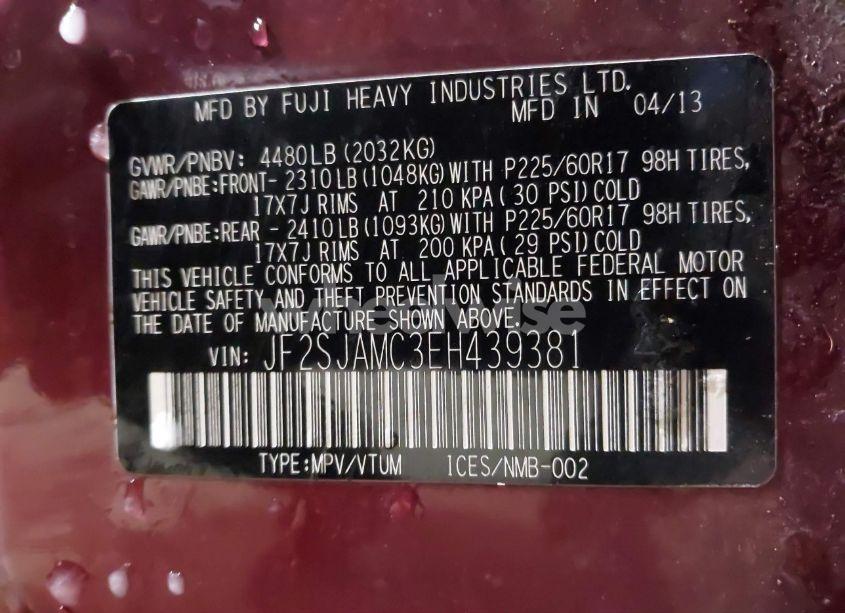 MFD BY FUJI HEAVY INDUSTRIES LTD.
MFD IN 04/13
GVWR/PNBV: 4480LB (2032KG)
GAWR/PNBE:FRONT- 2310LB (1048KG) WITH P225/60R17 98H TIRES,
17X7J RIMS AT 210 KPA( 30 PSI) COLD
GAWR/PNBE:REAR - 2410LB (1093KG) WITH P225/60R17 98H TIRES,
17X7J RIMS AT 200 KPA( 29 PSI) COLD
THIS VEHICLE CONFORMS TO ALL APPLICABLE FEDERAL MOTOR
VEHICLE SAFETY AND THEFT PREVENTION STANDARDS IN EFFECT ON
THE DATE OF MANUFACTURE SHOWN ABOVE.
VIN: JF2SJAMC3EH439381
TYPE:MPV/VTUM ICES/NMB-002